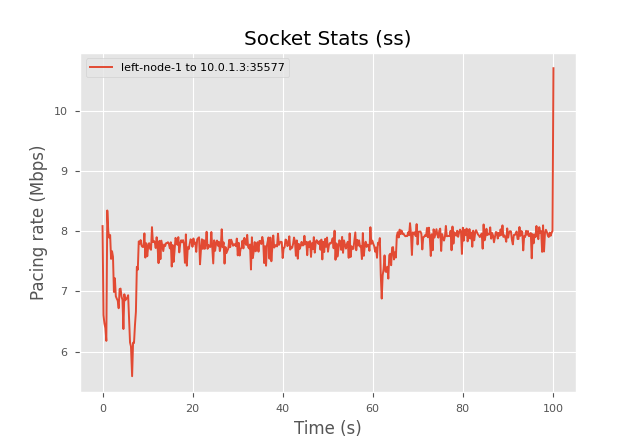 Socket Stats (ss)
left-node-1 to 10.0.1.3:35577
Pacing rate (Mbps)
10
9
8
7
6
0 20 40 60 80 100
Time (s)